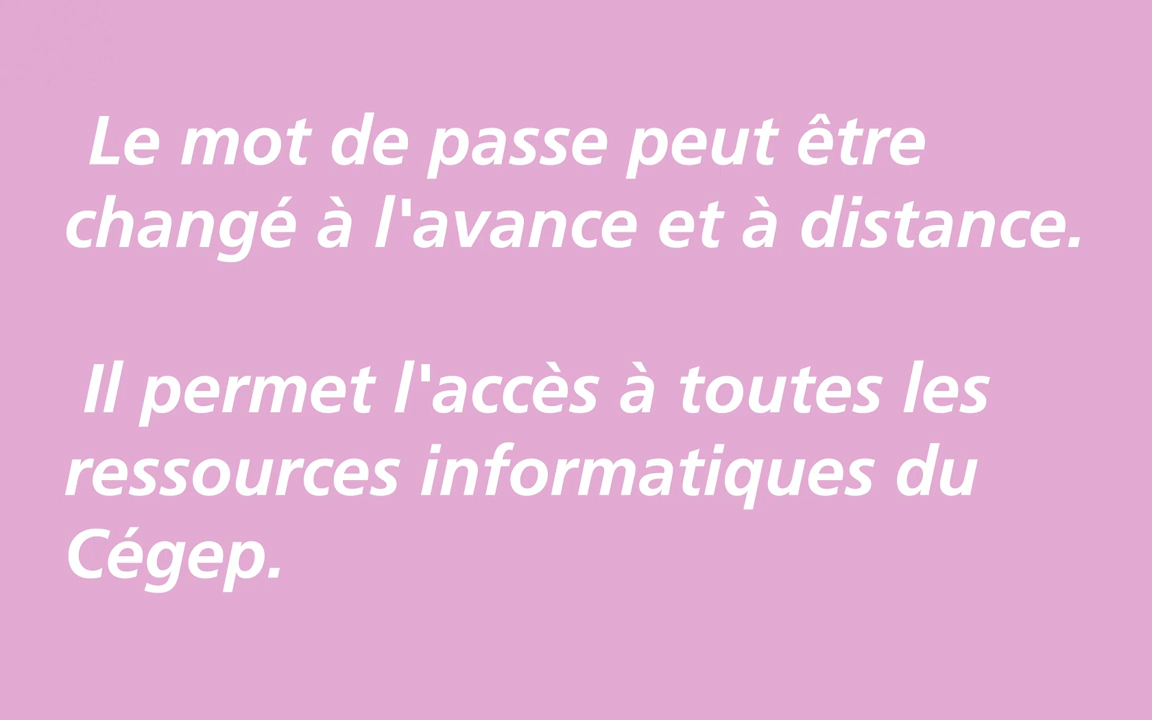 Le mot de passe peut être
changé à l'avance et à distance.
Il permet l'accès à toutes les
ressources informatiques du
Cégep.